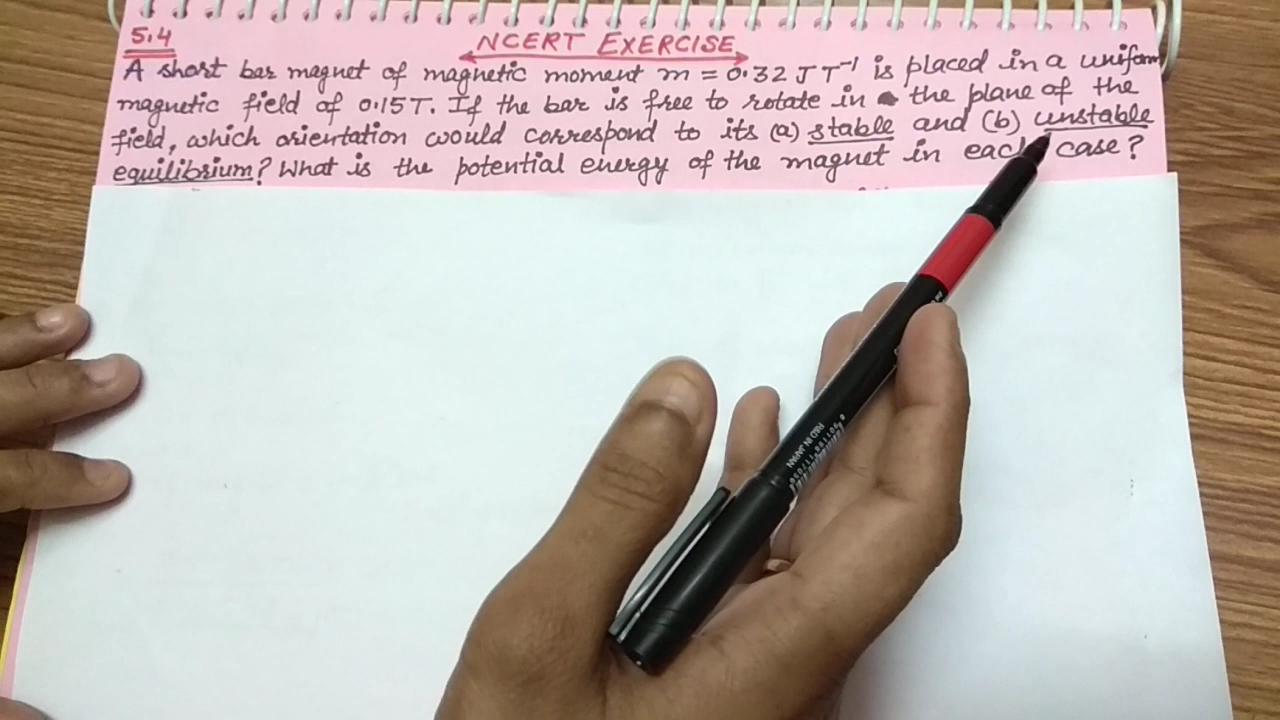 5.4
NCERT EXERCISE
A short bar magnet of magnetic moment m = 0.32 J T⁻¹ is placed in a uniform
magnetic field of 0.15T. If the bar is free to rotate in the plane of the
field, which orientation would correspond to its (a) stable and (b) unstable
equilibrium? What is the potential energy of the magnet in each case?